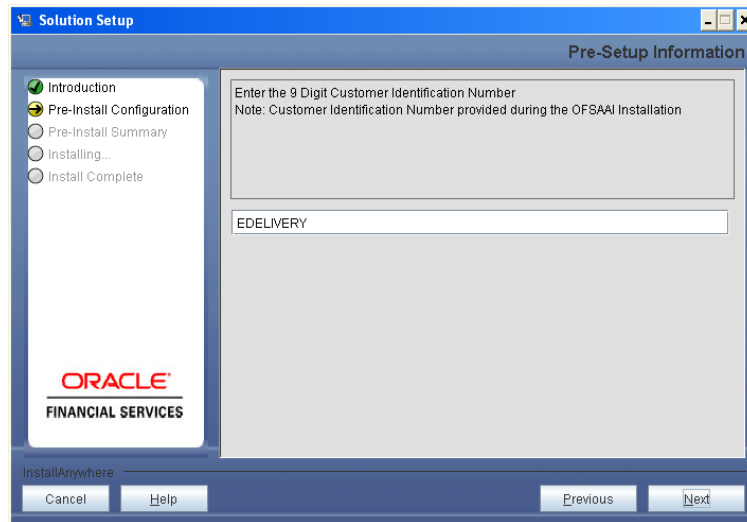 Solution Setup
Pre-Setup Information
Introduction
Pre-Install Configuration
Pre-Install Summary
Installing...
Install Complete
ORACLE
FINANCIAL SERVICES
Enter the 9 Digit Customer Identification Number
Note: Customer Identification Number provided during the OFSAAI Installation
EDELIVERY
InstallAnywhere
Cancel
Help
Previous
Next